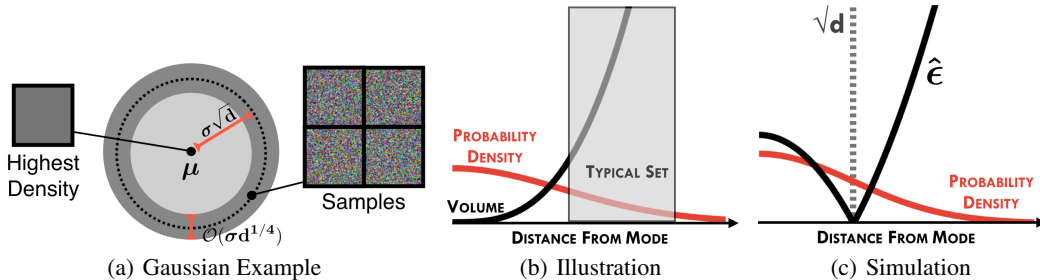 Highest
Density
μ
σ√d
O(σd^{1/4})
Samples
(a) Gaussian Example
PROBABILITY
DENSITY
VOLUME
TYPICAL SET
DISTANCE FROM MODE
(b) Illustration
√d
ϵ̂
PROBABILITY
DENSITY
DISTANCE FROM MODE
(c) Simulation